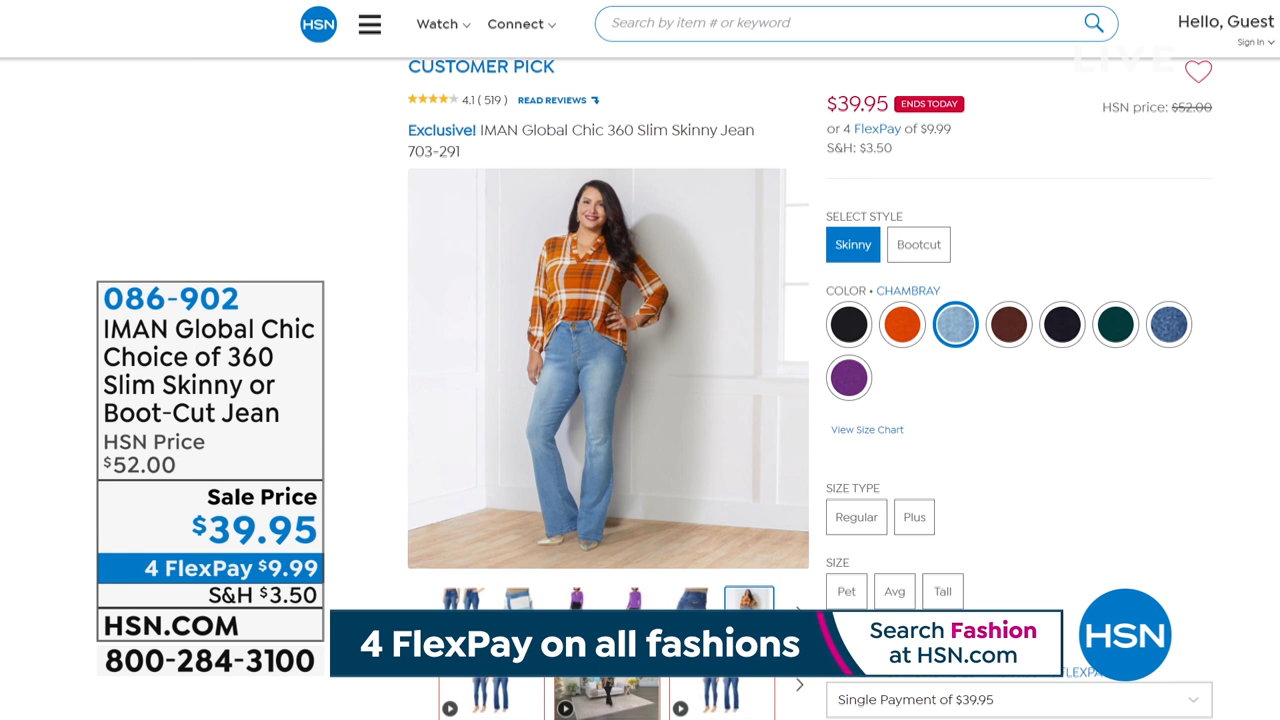 HSN
Watch
Connect
Search by item # or keyword
Hello, Guest
Sign In
LIVE
CUSTOMER PICK
4.1 ( 519 ) READ REVIEWS
Exclusive! IMAN Global Chic 360 Slim Skinny Jean
703-291
$39.95 ENDS TODAY
HSN price: $52.00
or 4 FlexPay of $9.99
S&H: $3.50
SELECT STYLE
Skinny
Bootcut
COLOR • CHAMBRAY
View Size Chart
SIZE TYPE
Regular
Plus
SIZE
Pet
Avg
Tall
FLEXPA
Single Payment of $39.95
086-902
IMAN Global Chic
Choice of 360
Slim Skinny or
Boot-Cut Jean
HSN Price
$52.00
Sale Price
$39.95
4 FlexPay $9.99
S&H $3.50
HSN.COM
800-284-3100
4 FlexPay on all fashions
Search Fashion
at HSN.com
HSN